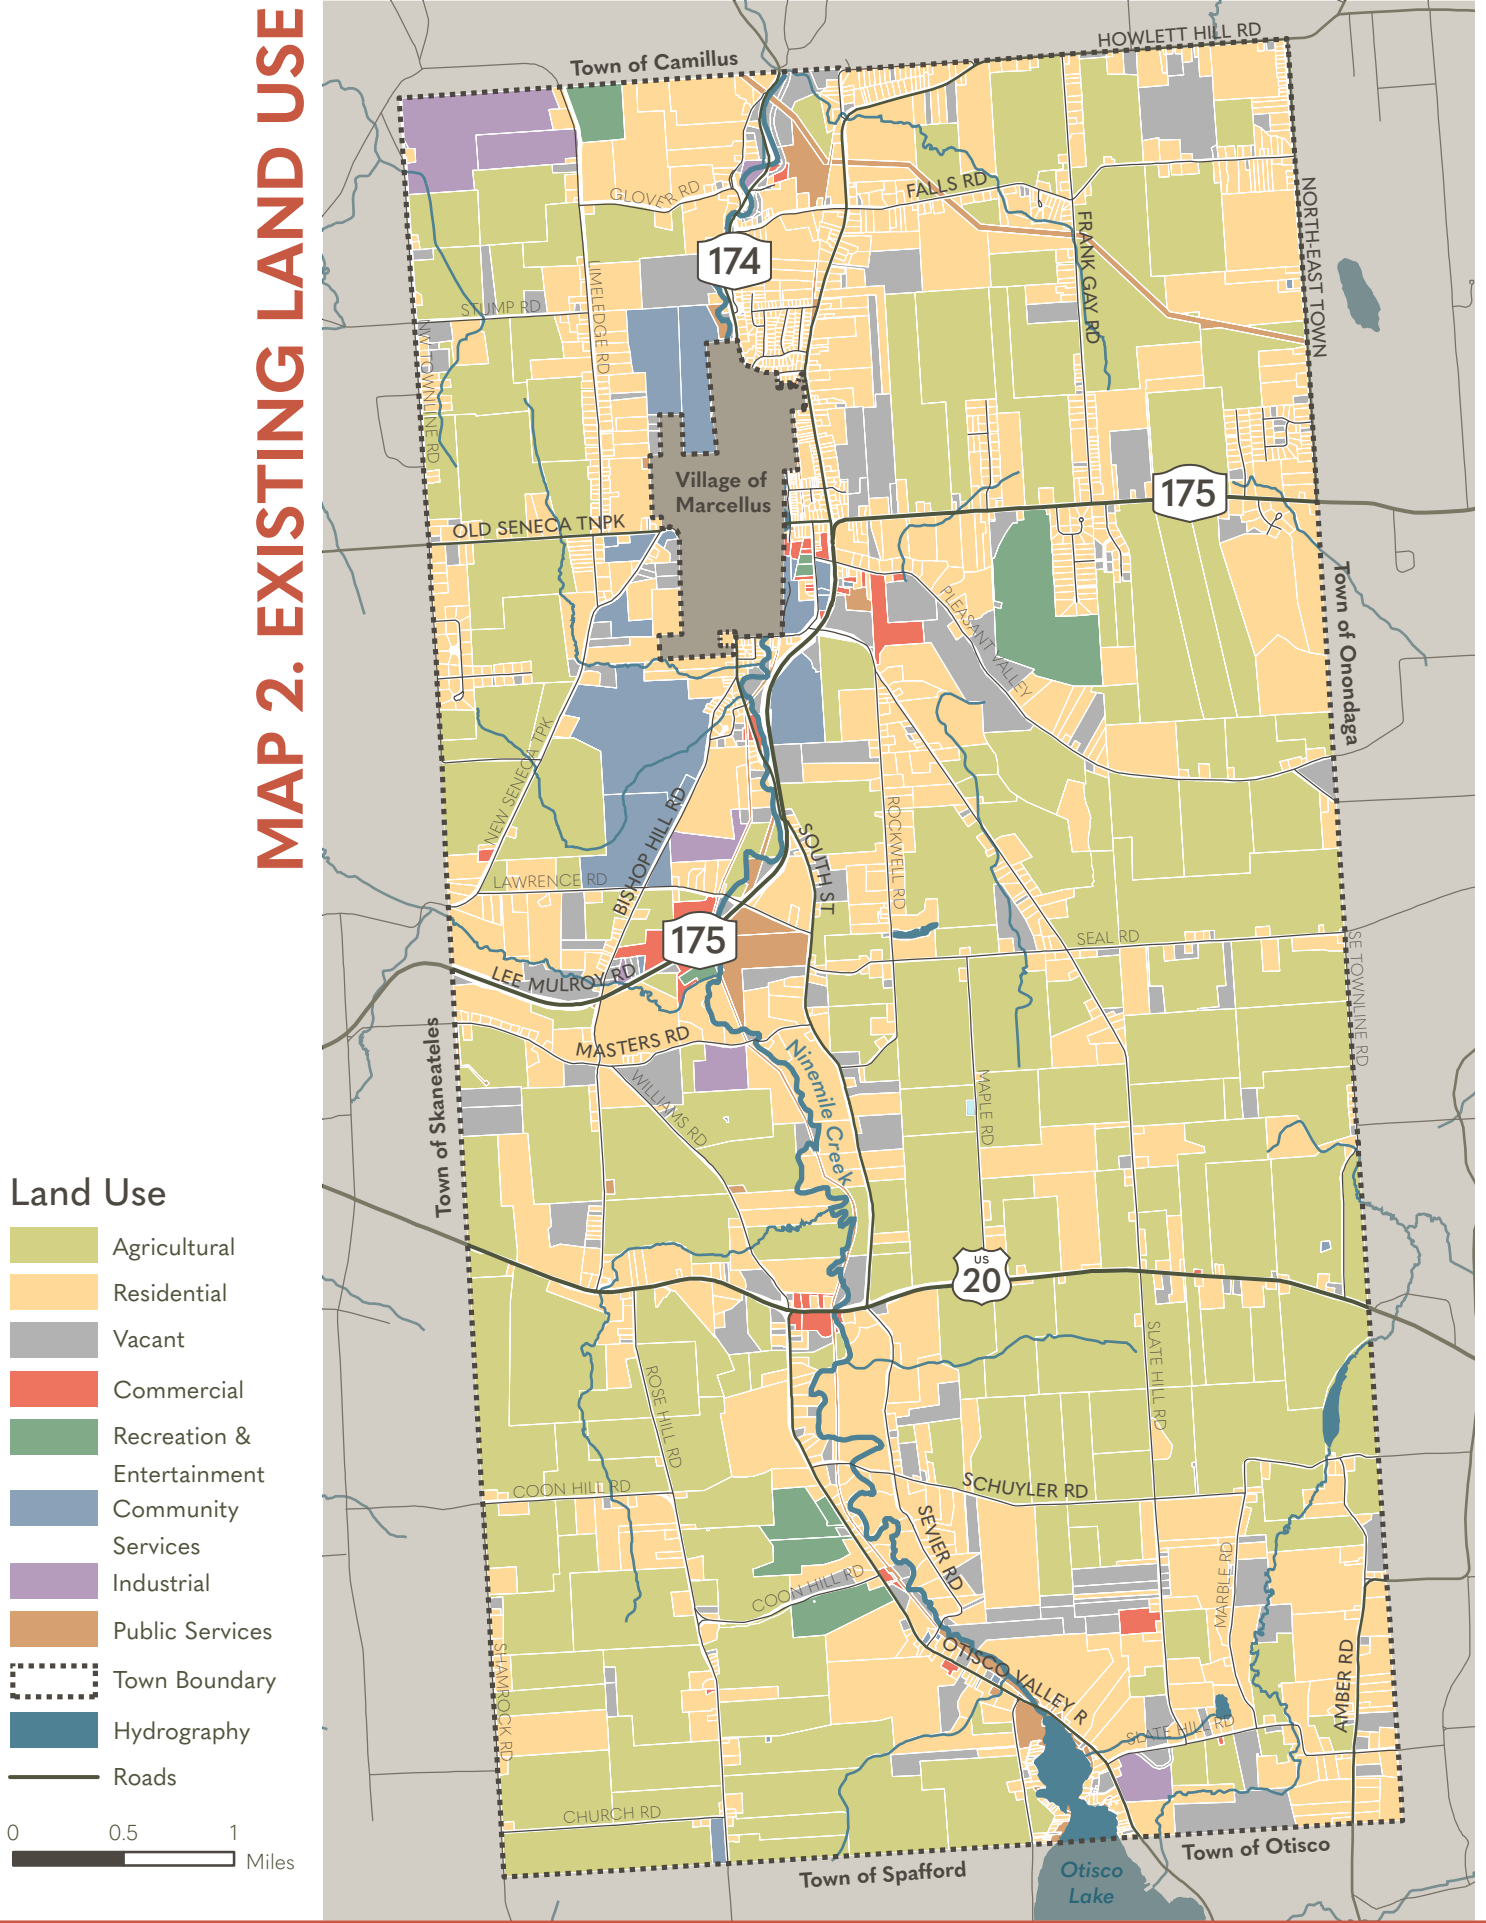 MAP 2. EXISTING LAND USE
Town of Camillus
HOWLETT HILL RD
GLOVER RD
FALLS RD
174
FRANK GAY RD
NORTH-EAST TOWN
STUMP RD
LIMELEDGE RD
NW TOWNLINE RD
Village of
Marcellus
175
OLD SENECA TNPK
PLEASANT VALLEY
Town of Onondaga
NEW SENECA TPK
BISHOP HILL RD
SOUTH ST
ROCKWELL RD
LAWRENCE RD
175
SEAL RD
SE TOWNLINE RD
LEE MULROY RD
MASTERS RD
Town of Skaneateles
WILLIAMS RD
Ninemile Creek
MAPLE RD
US
20
SLATE HILL RD
ROSE HILL RD
COON HILL RD
SCHUYLER RD
SEVIER RD
COON HILL RD
MARBLE RD
SHAMROCK RD
OTISCO VALLEY R
AMBER RD
SLATE HILL RD
CHURCH RD
Town of Spafford
Town of Otisco
Otisco
Lake
Land Use
Agricultural
Residential
Vacant
Commercial
Recreation &
Entertainment
Community
Services
Industrial
Public Services
Town Boundary
Hydrography
Roads
0 0.5 1
Miles